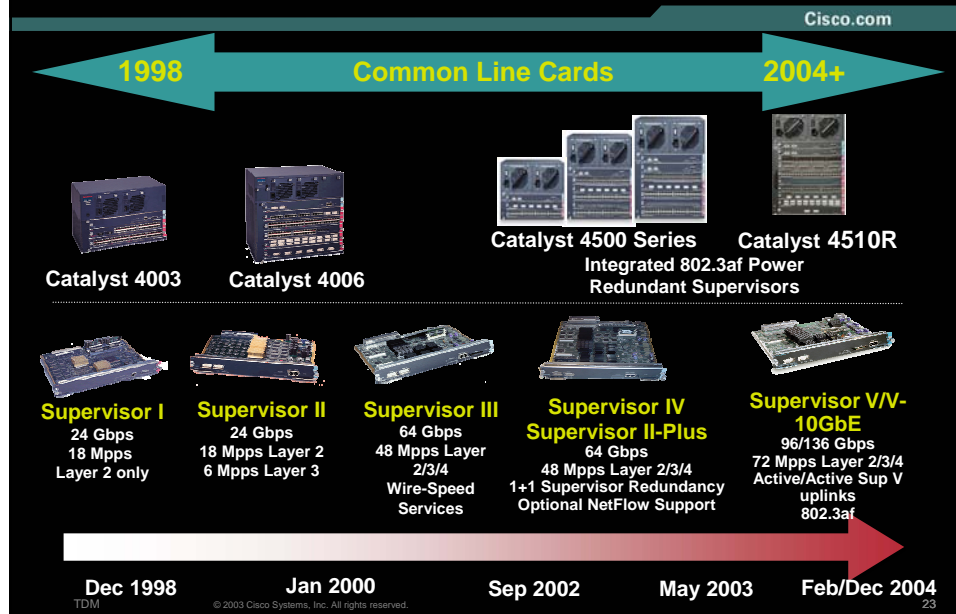 Cisco.com
1998
Common Line Cards
2004+
Catalyst 4003
Catalyst 4006
Catalyst 4500 Series
Integrated 802.3af Power
Redundant Supervisors
Catalyst 4510R
Supervisor I
24 Gbps
18 Mpps
Layer 2 only
Supervisor II
24 Gbps
18 Mpps Layer 2
6 Mpps Layer 3
Supervisor III
64 Gbps
48 Mpps Layer
2/3/4
Wire-Speed
Services
Supervisor IV
Supervisor II-Plus
64 Gbps
48 Mpps Layer 2/3/4
1+1 Supervisor Redundancy
Optional NetFlow Support
Supervisor V/V-
10GbE
96/136 Gbps
72 Mpps Layer 2/3/4
Active/Active Sup V
uplinks
802.3af
Dec 1998
Jan 2000
Sep 2002
May 2003
Feb/Dec 2004
TDM
© 2003 Cisco Systems, Inc. All rights reserved.
23